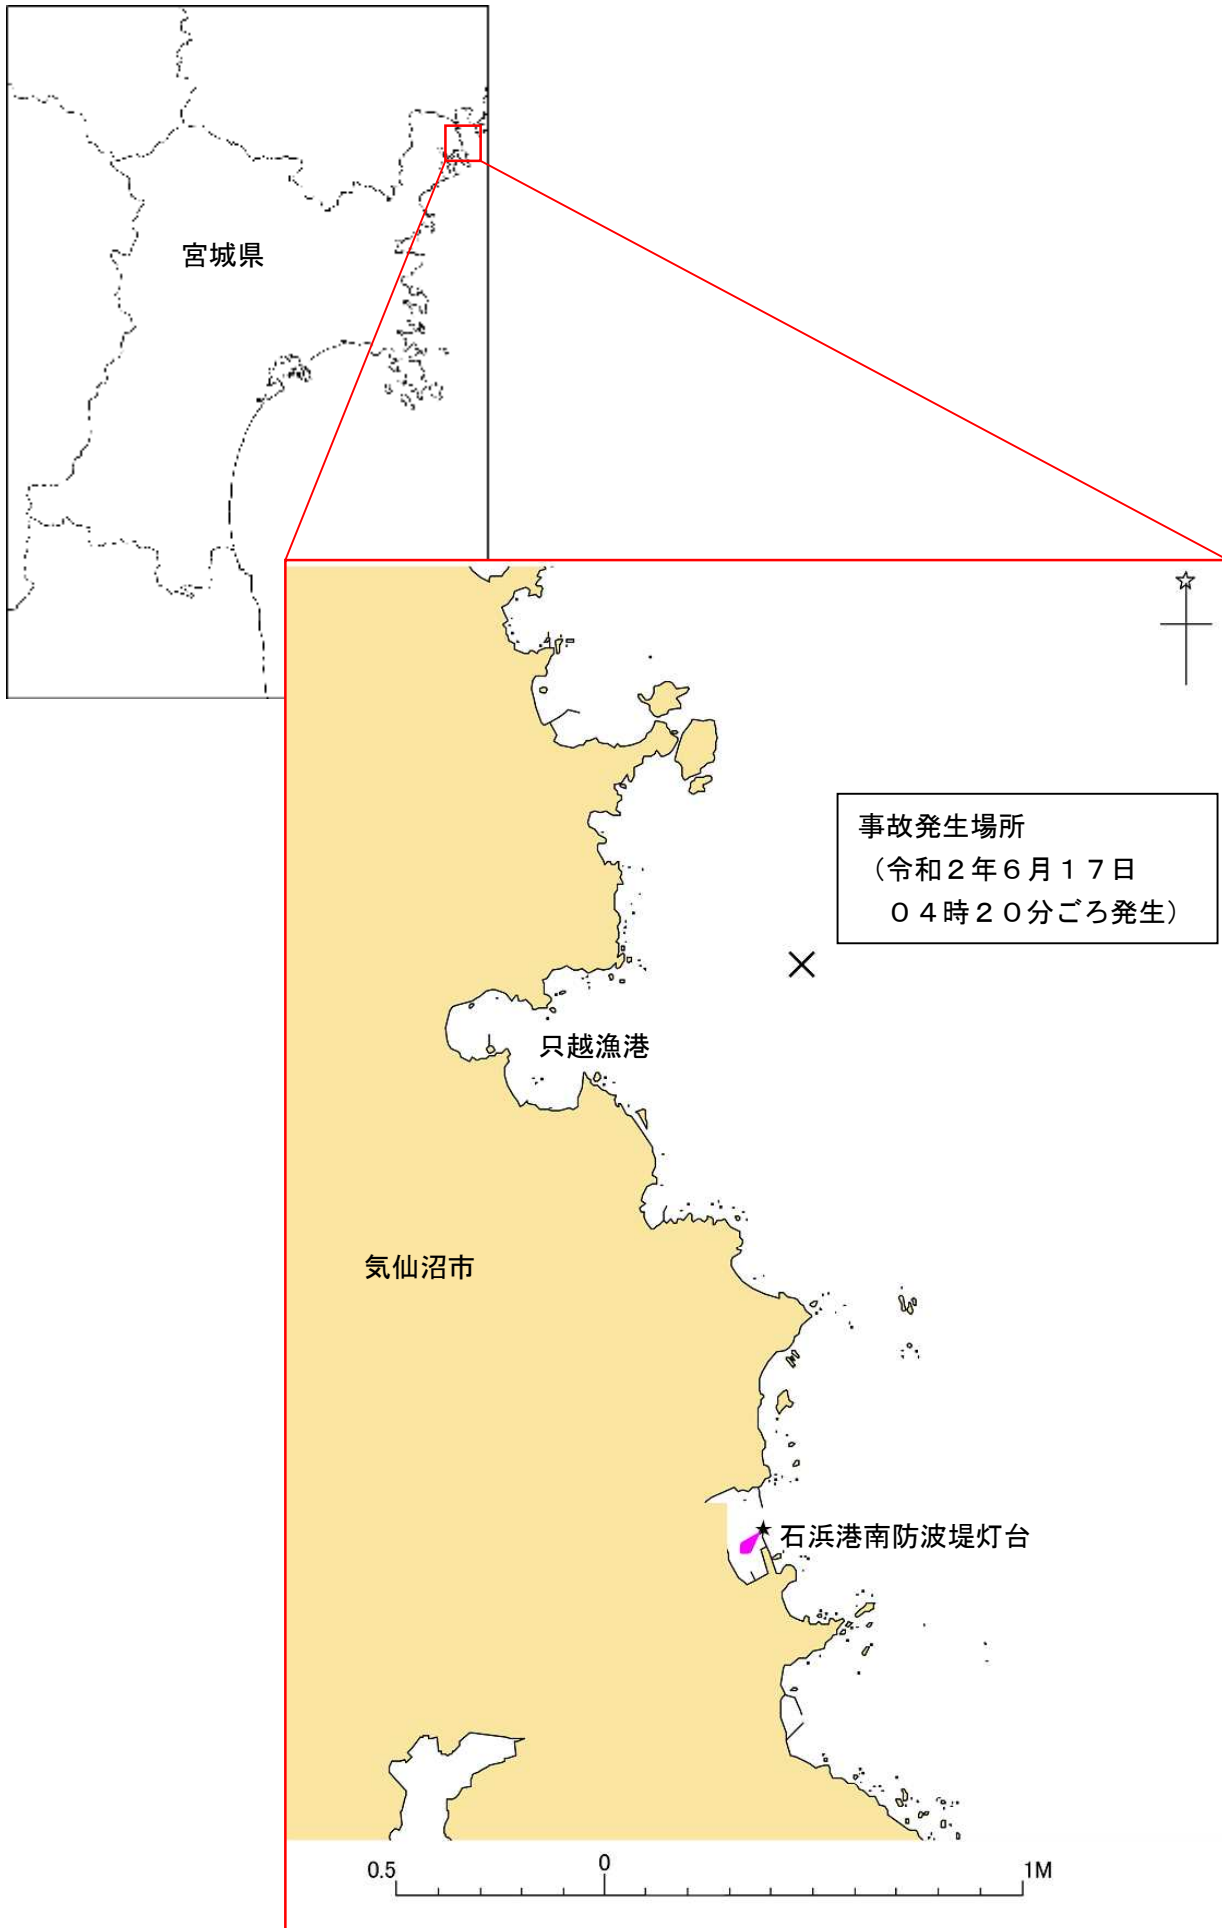 宮城県
事故発生場所
（令和２年６月１７日
０４時２０分ごろ発生）
只越漁港
気仙沼市
石浜港南防波堤灯台
0.5 0 1M